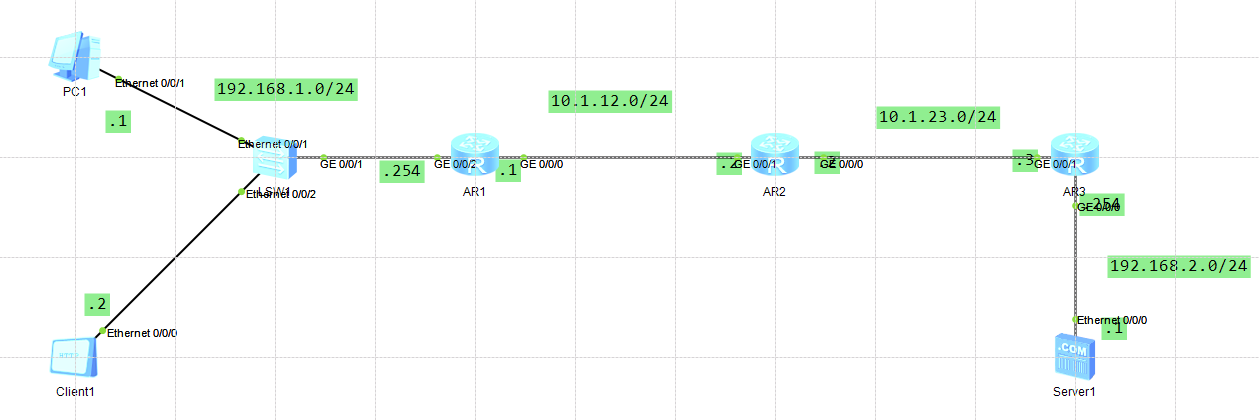 PC1
Ethernet 0/0/1
.1
192.168.1.0/24
Ethernet 0/0/1
LSW1
Ethernet 0/0/2
GE 0/0/1
.254
GE 0/0/2
AR1
.1
GE 0/0/0
10.1.12.0/24
.2
GE 0/0/1
AR2
.2
GE 0/0/0
10.1.23.0/24
.3
GE 0/0/1
AR3
.254
GE 0/0/0
192.168.2.0/24
Ethernet 0/0/0
.1
.COM
Server1
.2
Ethernet 0/0/0
HTTP
Client1